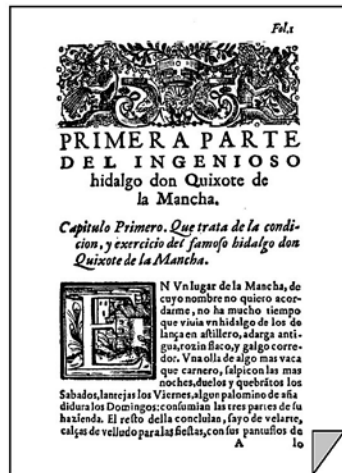 Fol.1
PRIMERA PARTE
DEL INGENIOSO
hidalgo don Quixote de
la Mancha.
Capitulo Primero. Que trata de la condi-
cion, y exercicio del famoso hidalgo don
Quixote de la Mancha.
EN Vn lugar de la Mancha, de
cuyo nombre no quiero acor-
darme, no ha mucho tiempo
que viuia vn hidalgo de los de
lança en astillero, adarga anti-
gua, rozin flaco, y galgo corre-
dor. Vna olla de algo mas vaca
que carnero, salpicon las mas
noches, duelos y quebrãtos los
Sabados, lantejas los Viernes, algun palomino de aña
didura los Domingos: consumian las tres partes de su
hazienda. El resto della concluian, sayo de velarte,
calças de velludo para las fiestas, con sus pantuflos de
A lo